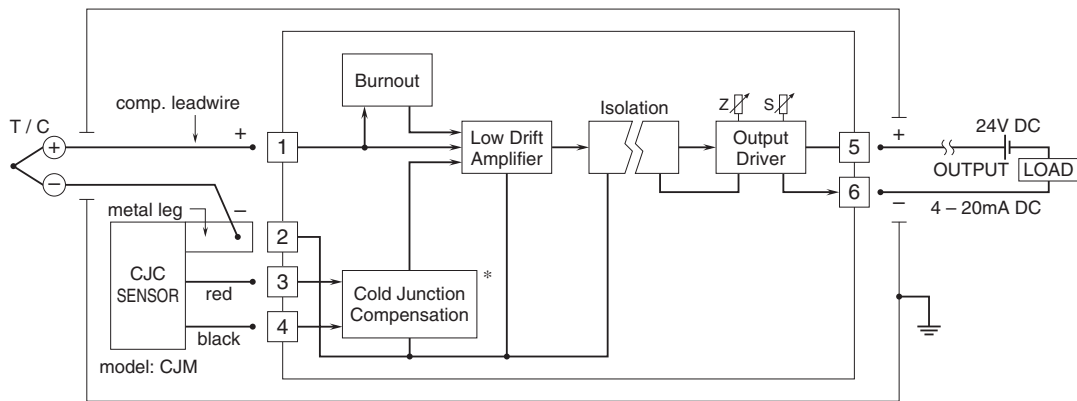 Burnout
comp. leadwire
T / C
+
+
1
−
Low Drift
Amplifier
Isolation
Z
S
Output
Driver
5
+
24V DC
OUTPUT
LOAD
6
−
4 – 20mA DC
metal leg
−
2
CJC
SENSOR
red
3
black
4
Cold Junction
Compensation
*
model: CJM